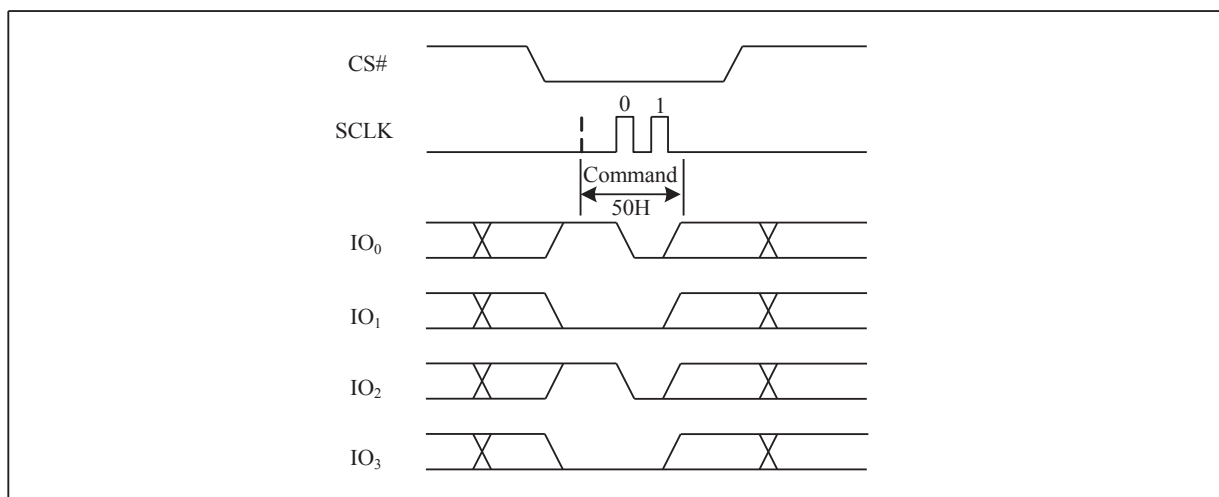 CS#
0 1
SCLK
Command
50H
IO0
IO1
IO2
IO3